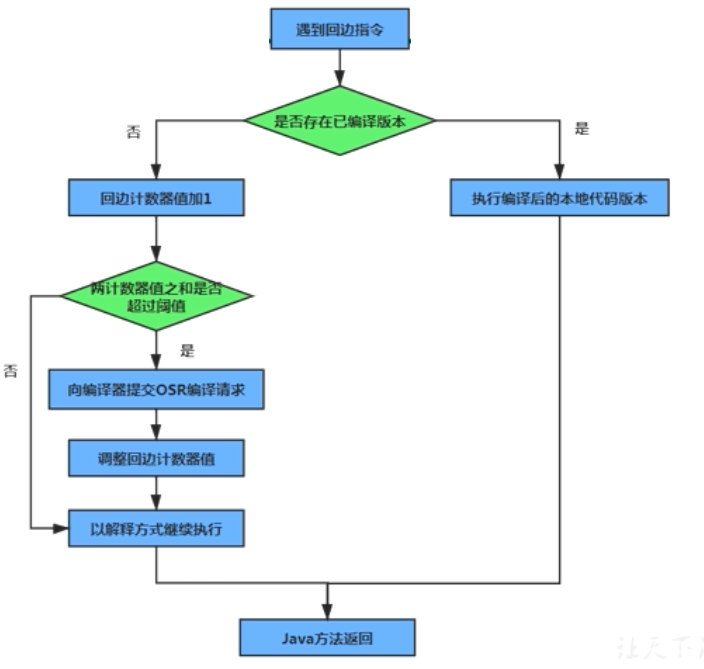 遇到回边指令
是否存在已编译版本
否
是
回边计数器值加1
执行编译后的本地代码版本
两计数器值之和是否
超过阈值
是
否
向编译器提交OSR编译请求
调整回边计数器值
以解释方式继续执行
Java方法返回
让天下